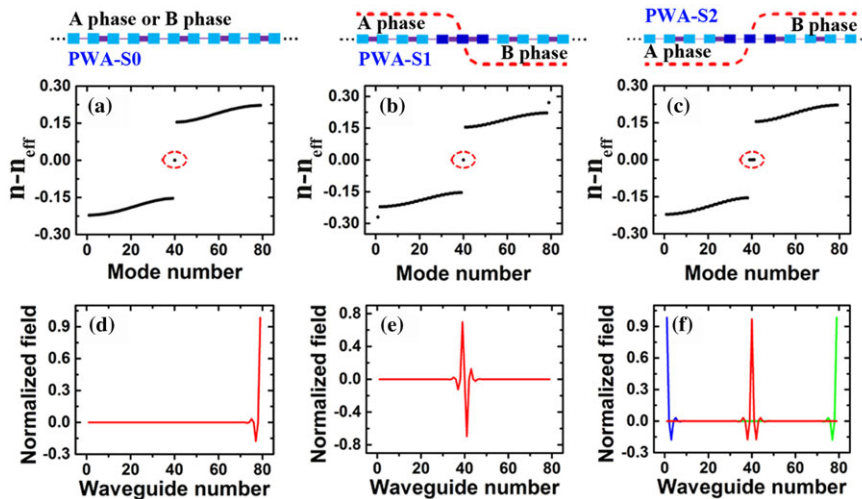 A phase or B phase
PWA-S0
A phase
PWA-S1
B phase
PWA-S2
B phase
A phase
(a)
n-n_eff
0.30
0.15
0.00
-0.15
-0.30
0 20 40 60 80
Mode number
(b)
n-n_eff
0.30
0.15
0.00
-0.15
-0.30
0 20 40 60 80
Mode number
(c)
n-n_eff
0.30
0.15
0.00
-0.15
-0.30
0 20 40 60 80
Mode number
(d)
Normalized field
0.9
0.6
0.3
0.0
-0.3
0 20 40 60 80
Waveguide number
(e)
Normalized field
0.8
0.4
0.0
-0.4
-0.8
0 20 40 60 80
Waveguide number
(f)
Normalized field
0.9
0.6
0.3
0.0
-0.3
0 20 40 60 80
Waveguide number